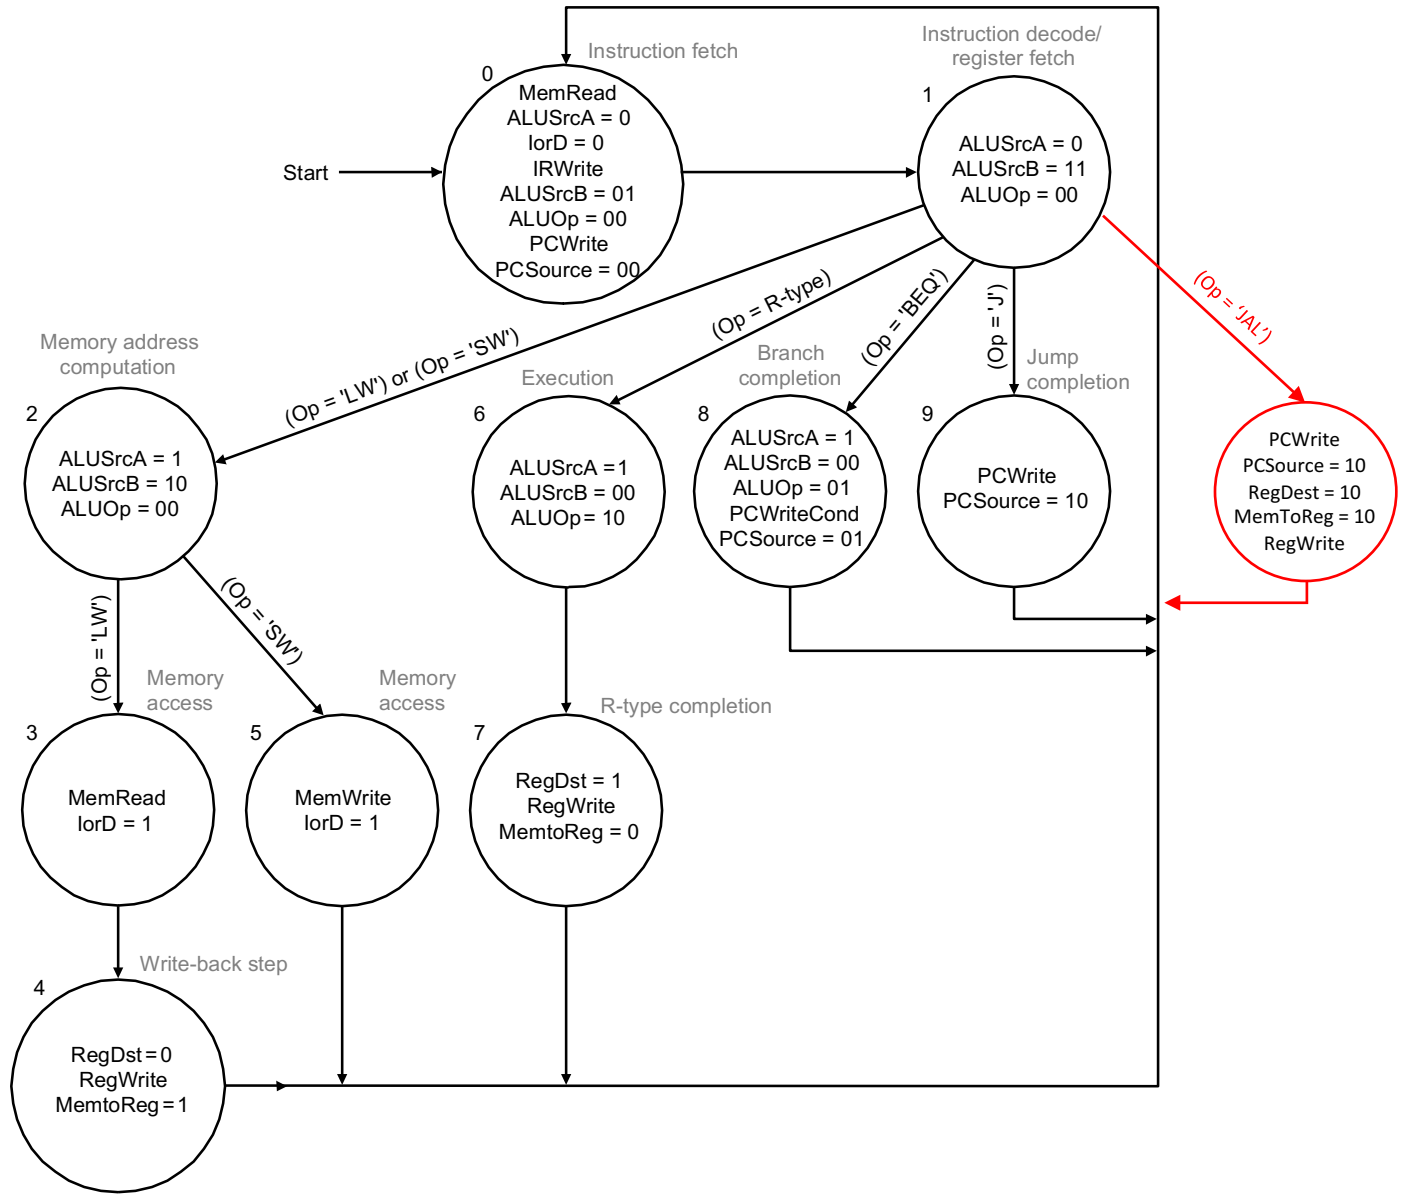 Instruction fetch
Instruction decode/
register fetch
0
MemRead
ALUSrcA = 0
IorD = 0
IRWrite
ALUSrcB = 01
ALUOp = 00
PCWrite
PCSource = 00
1
ALUSrcA = 0
ALUSrcB = 11
ALUOp = 00
Start
(Op = 'LW') or (Op = 'SW')
(Op = R-type)
(Op = 'BEQ')
(Op = 'J')
(Op = ‘JAL’)
Memory address
computation
2
ALUSrcA = 1
ALUSrcB = 10
ALUOp = 00
Execution
6
ALUSrcA =1
ALUSrcB = 00
ALUOp= 10
Branch
completion
8
ALUSrcA = 1
ALUSrcB = 00
ALUOp = 01
PCWriteCond
PCSource = 01
Jump
completion
9
PCWrite
PCSource = 10
PCWrite
PCSource = 10
RegDest = 10
MemToReg = 10
RegWrite
(Op = 'LW')
(Op = 'SW')
Memory
access
3
MemRead
IorD = 1
Memory
access
5
MemWrite
IorD = 1
R-type completion
7
RegDst = 1
RegWrite
MemtoReg = 0
Write-back step
4
RegDst=0
RegWrite
MemtoReg=1